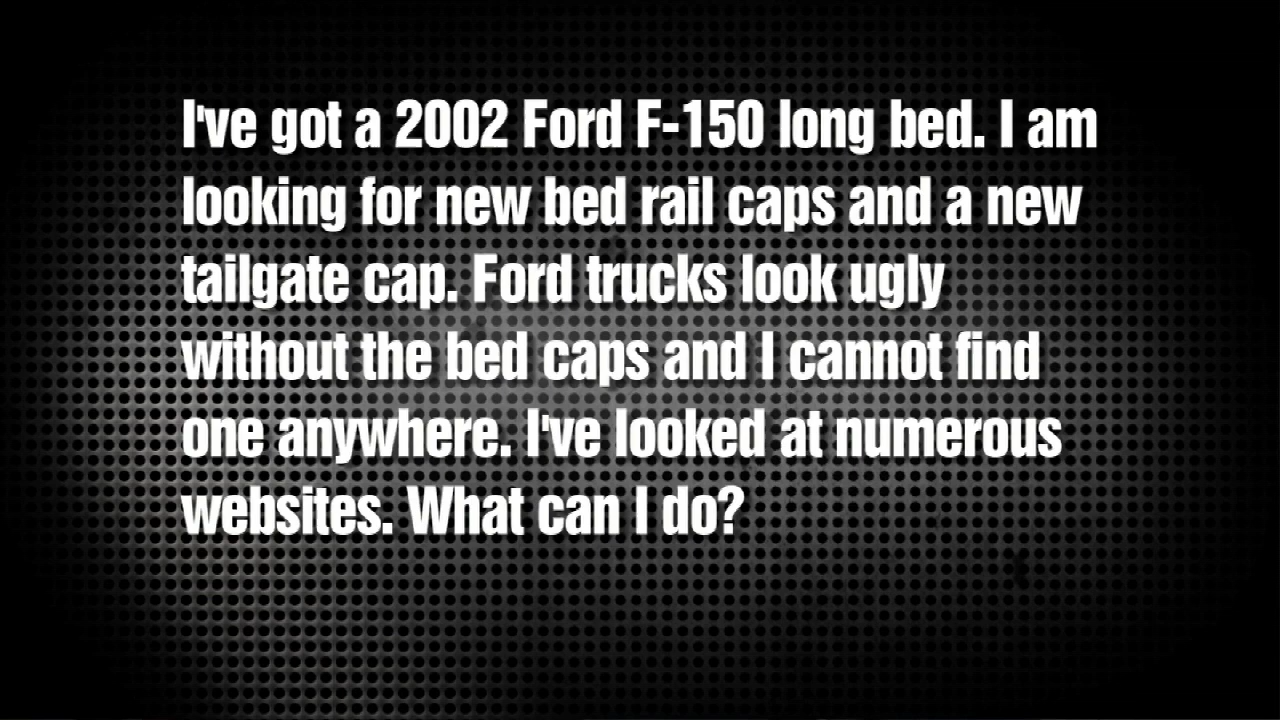 I've got a 2002 Ford F-150 long bed. I am
looking for new bed rail caps and a new
tailgate cap. Ford trucks look ugly
without the bed caps and I cannot find
one anywhere. I've looked at numerous
websites. What can I do?